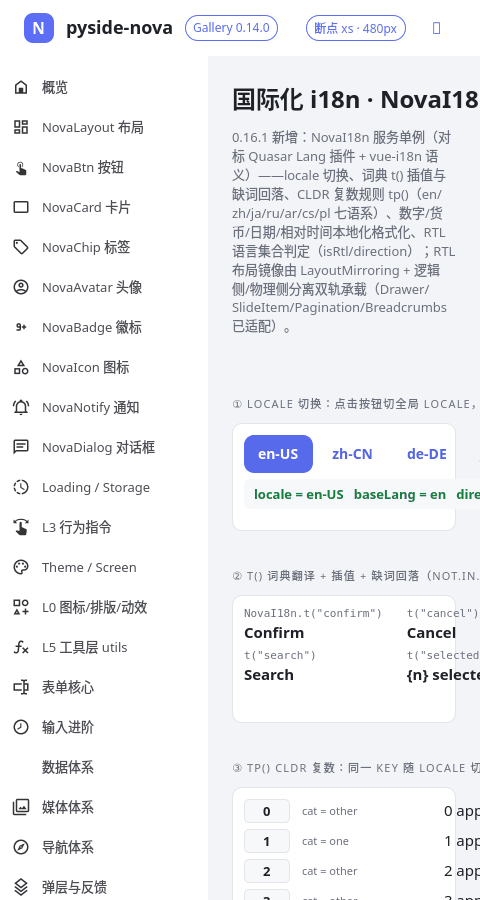 N pyside-nova Gallery 0.14.0 断点 xs · 480px
概览
NovaLayout 布局
NovaBtn 按钮
NovaCard 卡片
NovaChip 标签
NovaAvatar 头像
9+ NovaBadge 徽标
NovaIcon 图标
NovaNotify 通知
NovaDialog 对话框
Loading / Storage
L3 行为指令
Theme / Screen
L0 图标/排版/动效
L5 工具层 utils
表单核心
输入进阶
数据体系
媒体体系
导航体系
弹层与反馈
国际化 i18n · NovaI18
0.16.1 新增：NovaI18n 服务单例（对
标 Quasar Lang 插件 + vue-i18n 语
义）——locale 切换、词典 t() 插值与
缺词回落、CLDR 复数规则 tp()（en/
zh/ja/ru/ar/cs/pl 七语系）、数字/货
币/日期/相对时间本地化格式化、RTL
语言集合判定（isRtl/direction）；RTL
布局镜像由 LayoutMirroring + 逻辑
侧/物理侧分离双轨承载（Drawer/
SlideItem/Pagination/Breadcrumbs
已适配）。
① LOCALE 切换：点击按钮切全局 LOCALE，
en-US zh-CN de-DE
locale = en-US baseLang = en dire
② T() 词典翻译 + 插值 + 缺词回落（NOT.IN.
NovaI18n.t("confirm") t("cancel")
Confirm Cancel
t("search") t("selected
Search {n} selecte
③ TP() CLDR 复数：同一 KEY 随 LOCALE 切
0 cat = other 0 app
1 cat = one 1 app
2 cat = other 2 app